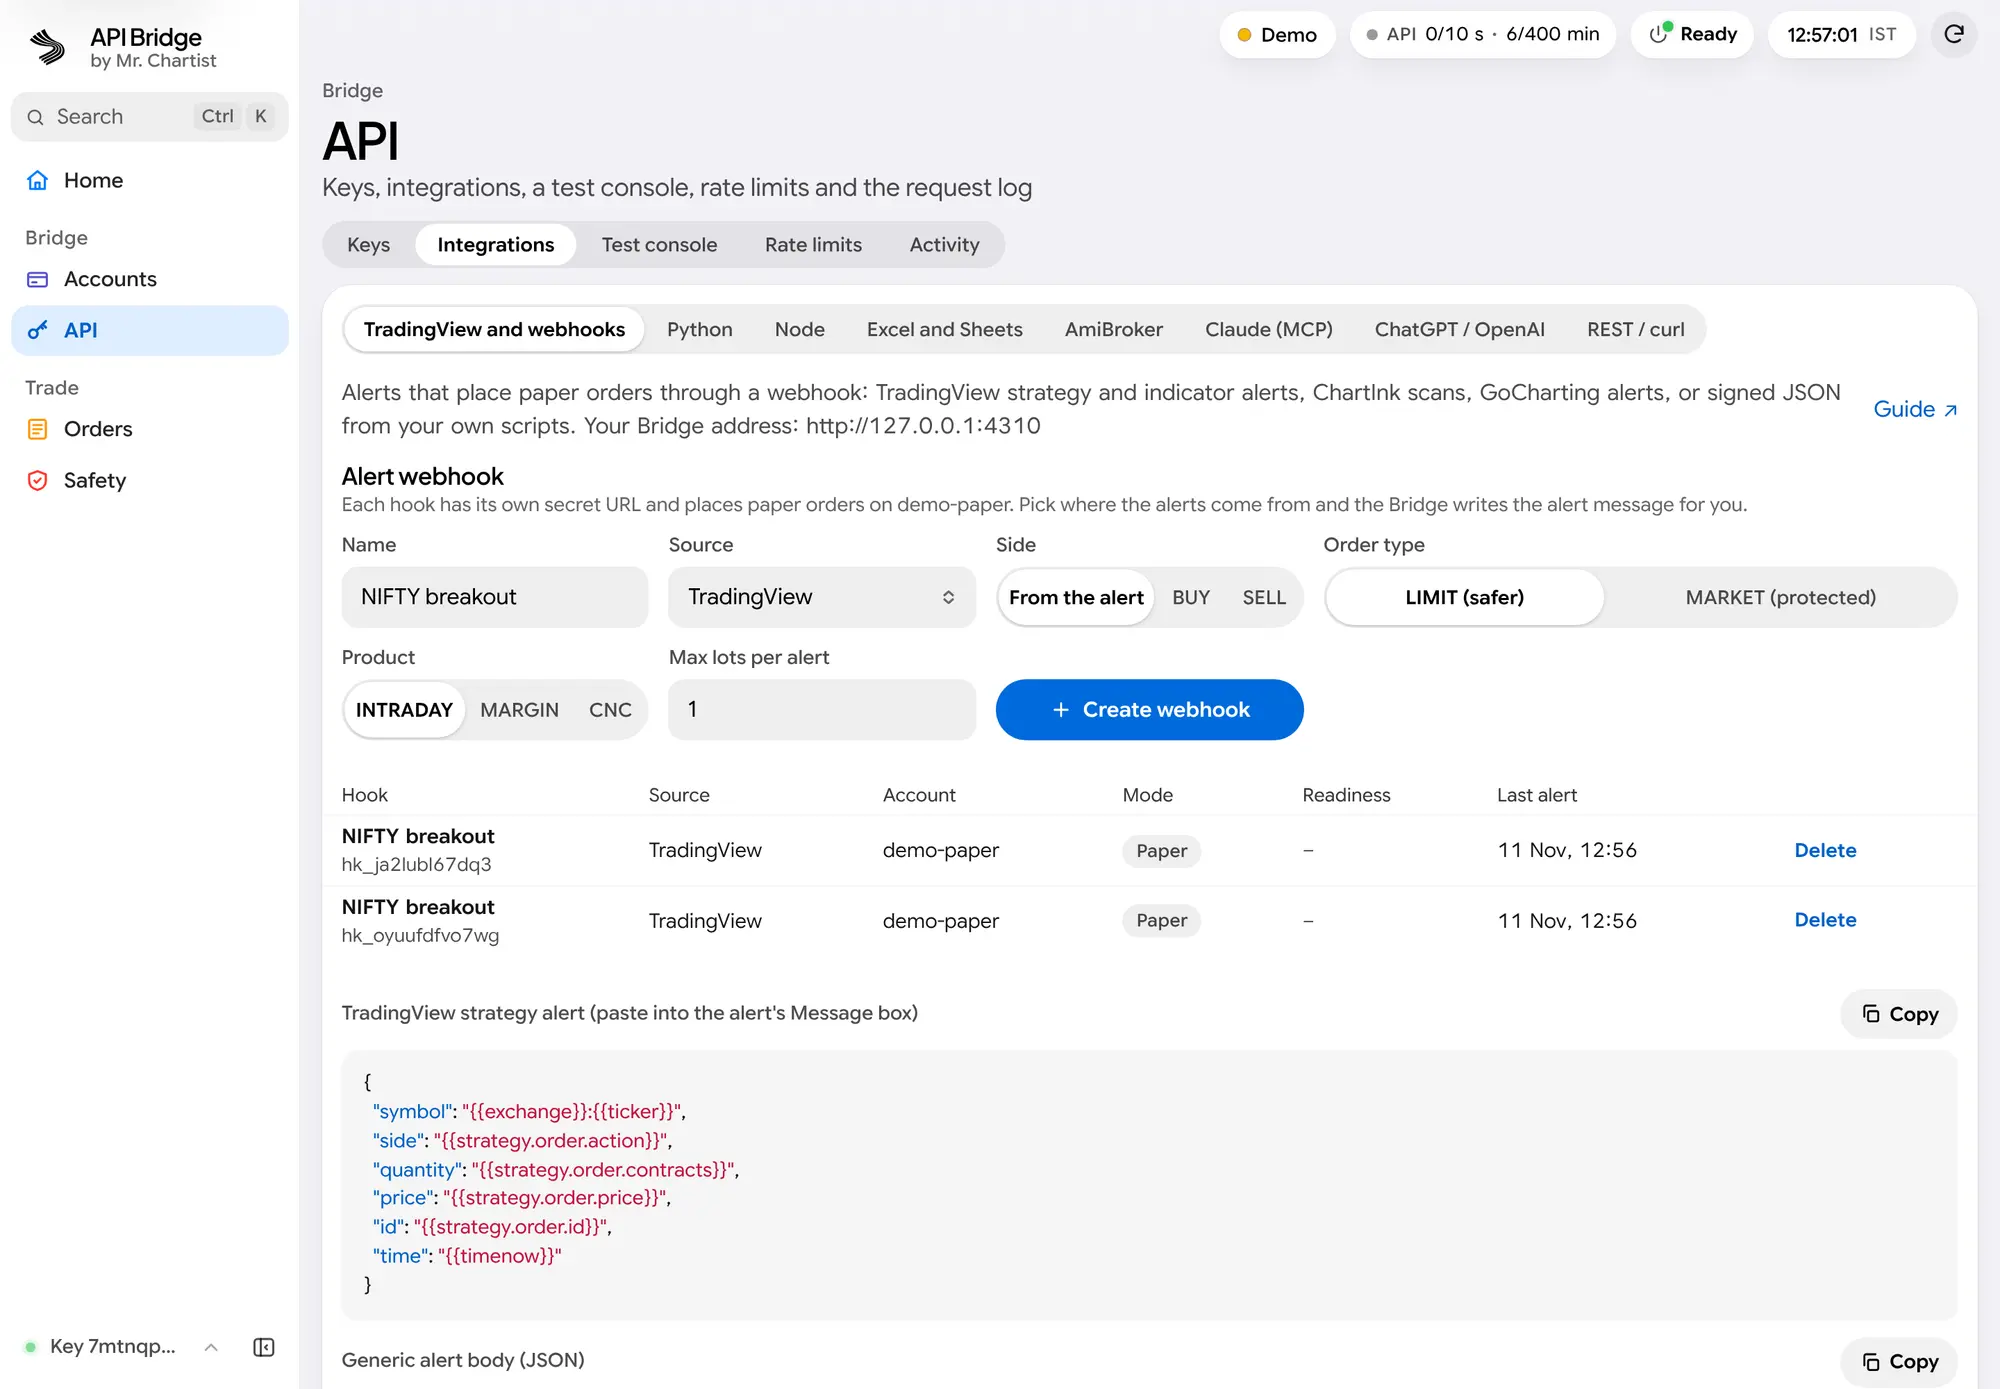 API Bridge
by Mr. Chartist
Search Ctrl K
Home
Bridge
Accounts
API
Trade
Orders
Safety
Key 7mtnqp...
Demo
API 0/10 s · 6/400 min
Ready
12:57:01 IST
Bridge
API
Keys, integrations, a test console, rate limits and the request log
Keys Integrations Test console Rate limits Activity
TradingView and webhooks Python Node Excel and Sheets AmiBroker Claude (MCP) ChatGPT / OpenAI REST / curl
Alerts that place paper orders through a webhook: TradingView strategy and indicator alerts, ChartInk scans, GoCharting alerts, or signed JSON
from your own scripts. Your Bridge address: http://127.0.0.1:4310
Guide ↗
Alert webhook
Each hook has its own secret URL and places paper orders on demo-paper. Pick where the alerts come from and the Bridge writes the alert message for you.
Name Source Side Order type
NIFTY breakout TradingView From the alert BUY SELL LIMIT (safer) MARKET (protected)
Product Max lots per alert
INTRADAY MARGIN CNC 1 + Create webhook
Hook Source Account Mode Readiness Last alert
NIFTY breakout
hk_ja2lubl67dq3
TradingView demo-paper Paper – 11 Nov, 12:56 Delete
NIFTY breakout
hk_oyuufdfvo7wg
TradingView demo-paper Paper – 11 Nov, 12:56 Delete
TradingView strategy alert (paste into the alert's Message box)
Copy
{
"symbol": "{{exchange}}:{{ticker}}",
"side": "{{strategy.order.action}}",
"quantity": "{{strategy.order.contracts}}",
"price": "{{strategy.order.price}}",
"id": "{{strategy.order.id}}",
"time": "{{timenow}}"
}
Generic alert body (JSON)
Copy